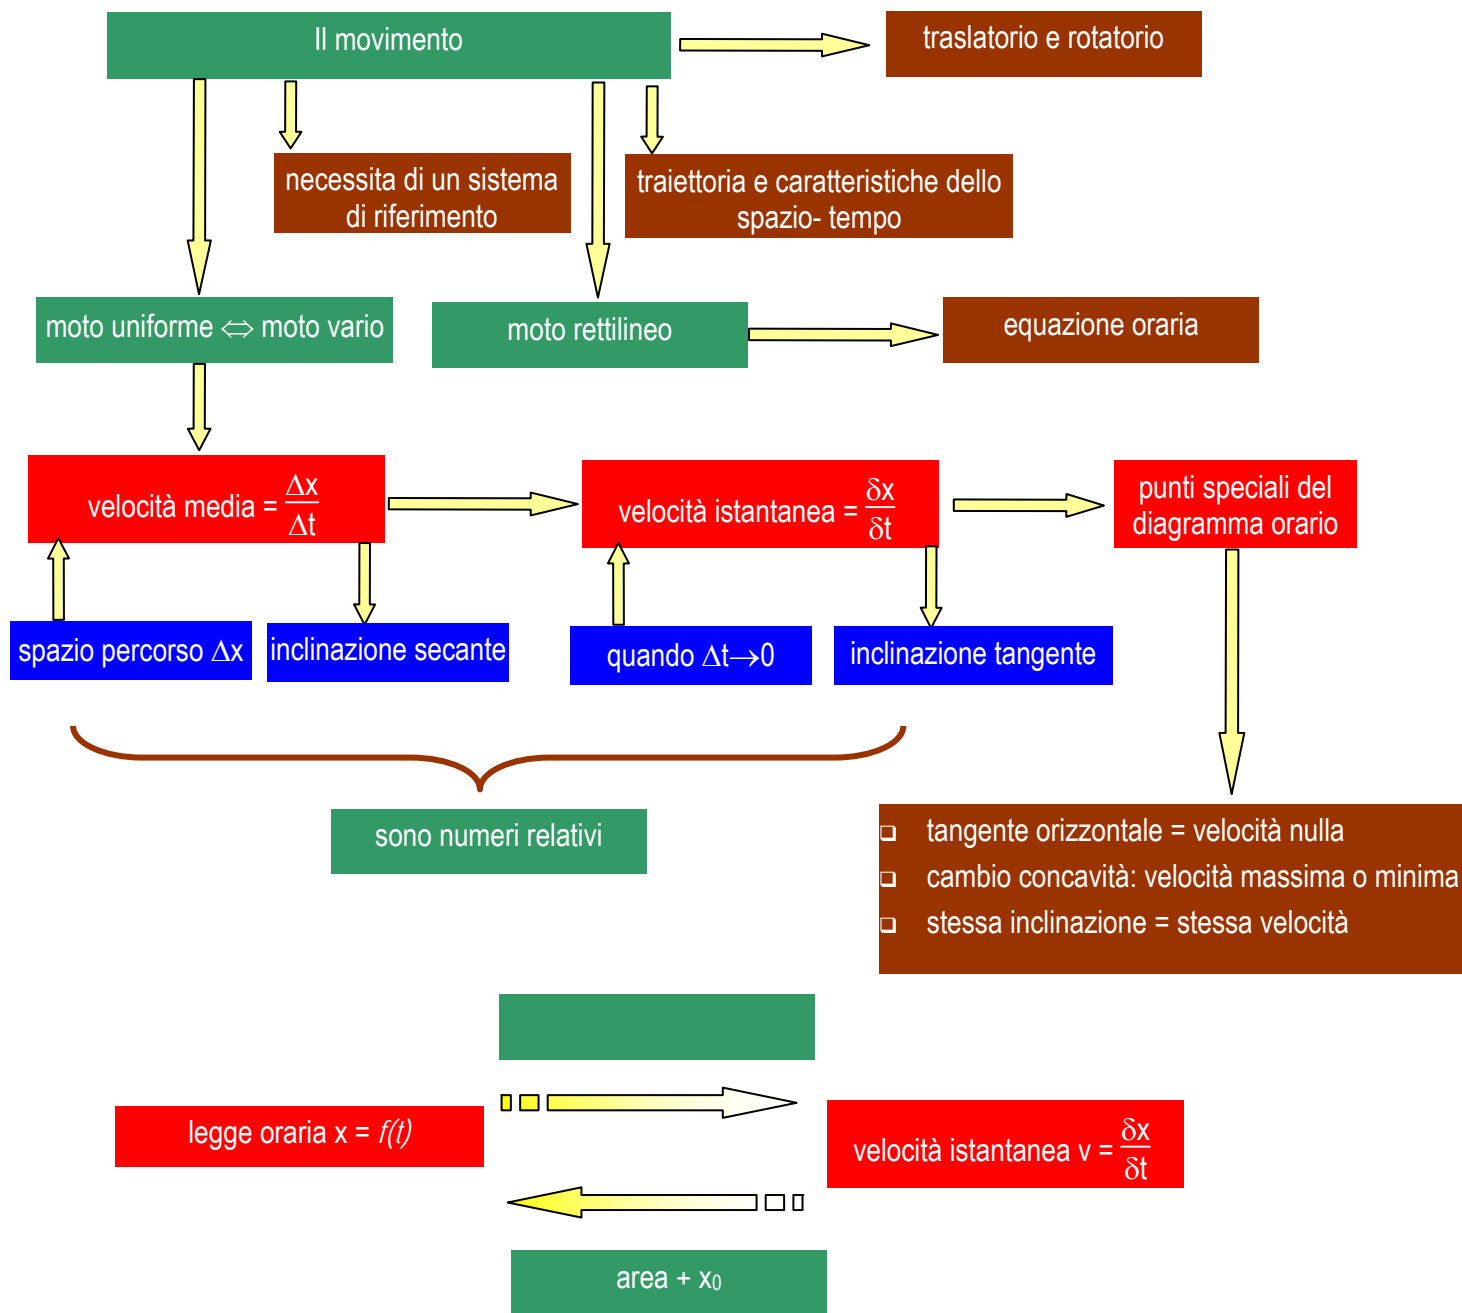 Il movimento
traslatorio e rotatorio
necessita di un sistema
di riferimento
traiettoria e caratteristiche dello
spazio- tempo
moto uniforme ⇔ moto vario
moto rettilineo
equazione oraria
velocità media = Δx/Δt
velocità istantanea = δx/δt
punti speciali del
diagramma orario
spazio percorso Δx
inclinazione secante
quando Δt→0
inclinazione tangente
sono numeri relativi
❑ tangente orizzontale = velocità nulla
❑ cambio concavità: velocità massima o minima
❑ stessa inclinazione = stessa velocità
legge oraria x = f(t)
velocità istantanea v = δx/δt
area + x₀